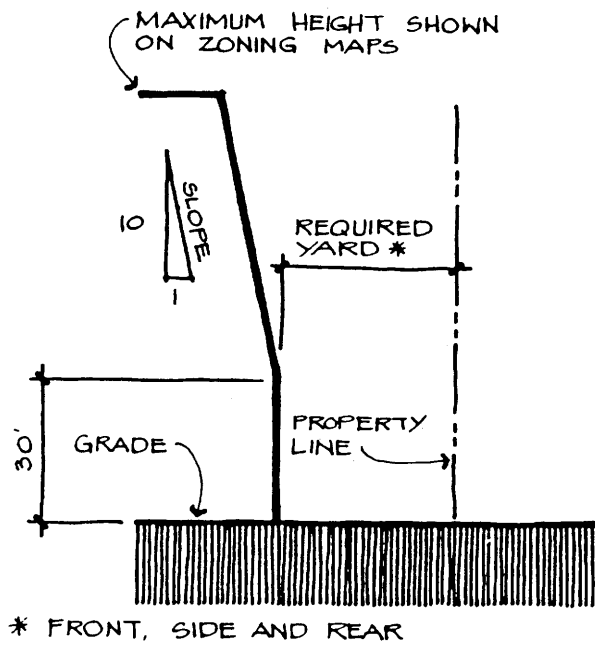 MAXIMUM HEIGHT SHOWN
ON ZONING MAPS
10
SLOPE
1
REQUIRED
YARD *
30'
GRADE
PROPERTY
LINE
* FRONT, SIDE AND REAR